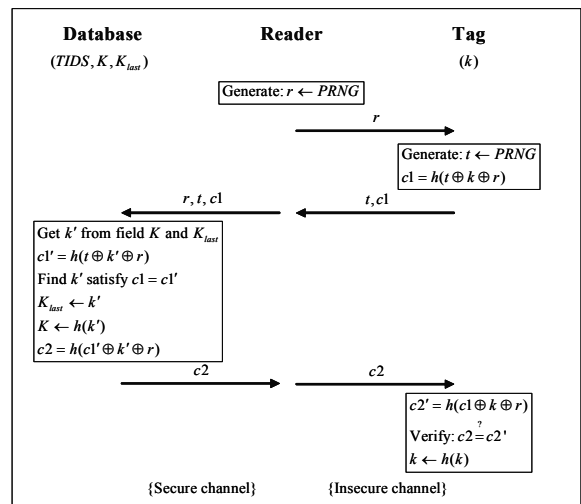 Database Reader Tag
(TIDS, K, K_last) (k)
Generate: r ← PRNG
r
Generate: t ← PRNG
c1 = h(t ⊕ k ⊕ r)
r, t, c1 t, c1
Get k′ from field K and K_last
c1′ = h(t ⊕ k′ ⊕ r)
Find k′ satisfy c1 = c1′
K_last ← k′
K ← h(k′)
c2 = h(c1′ ⊕ k′ ⊕ r)
c2 c2
c2′ = h(c1 ⊕ k ⊕ r)
Verify: c2 ?= c2'
k ← h(k)
{Secure channel} {Insecure channel}